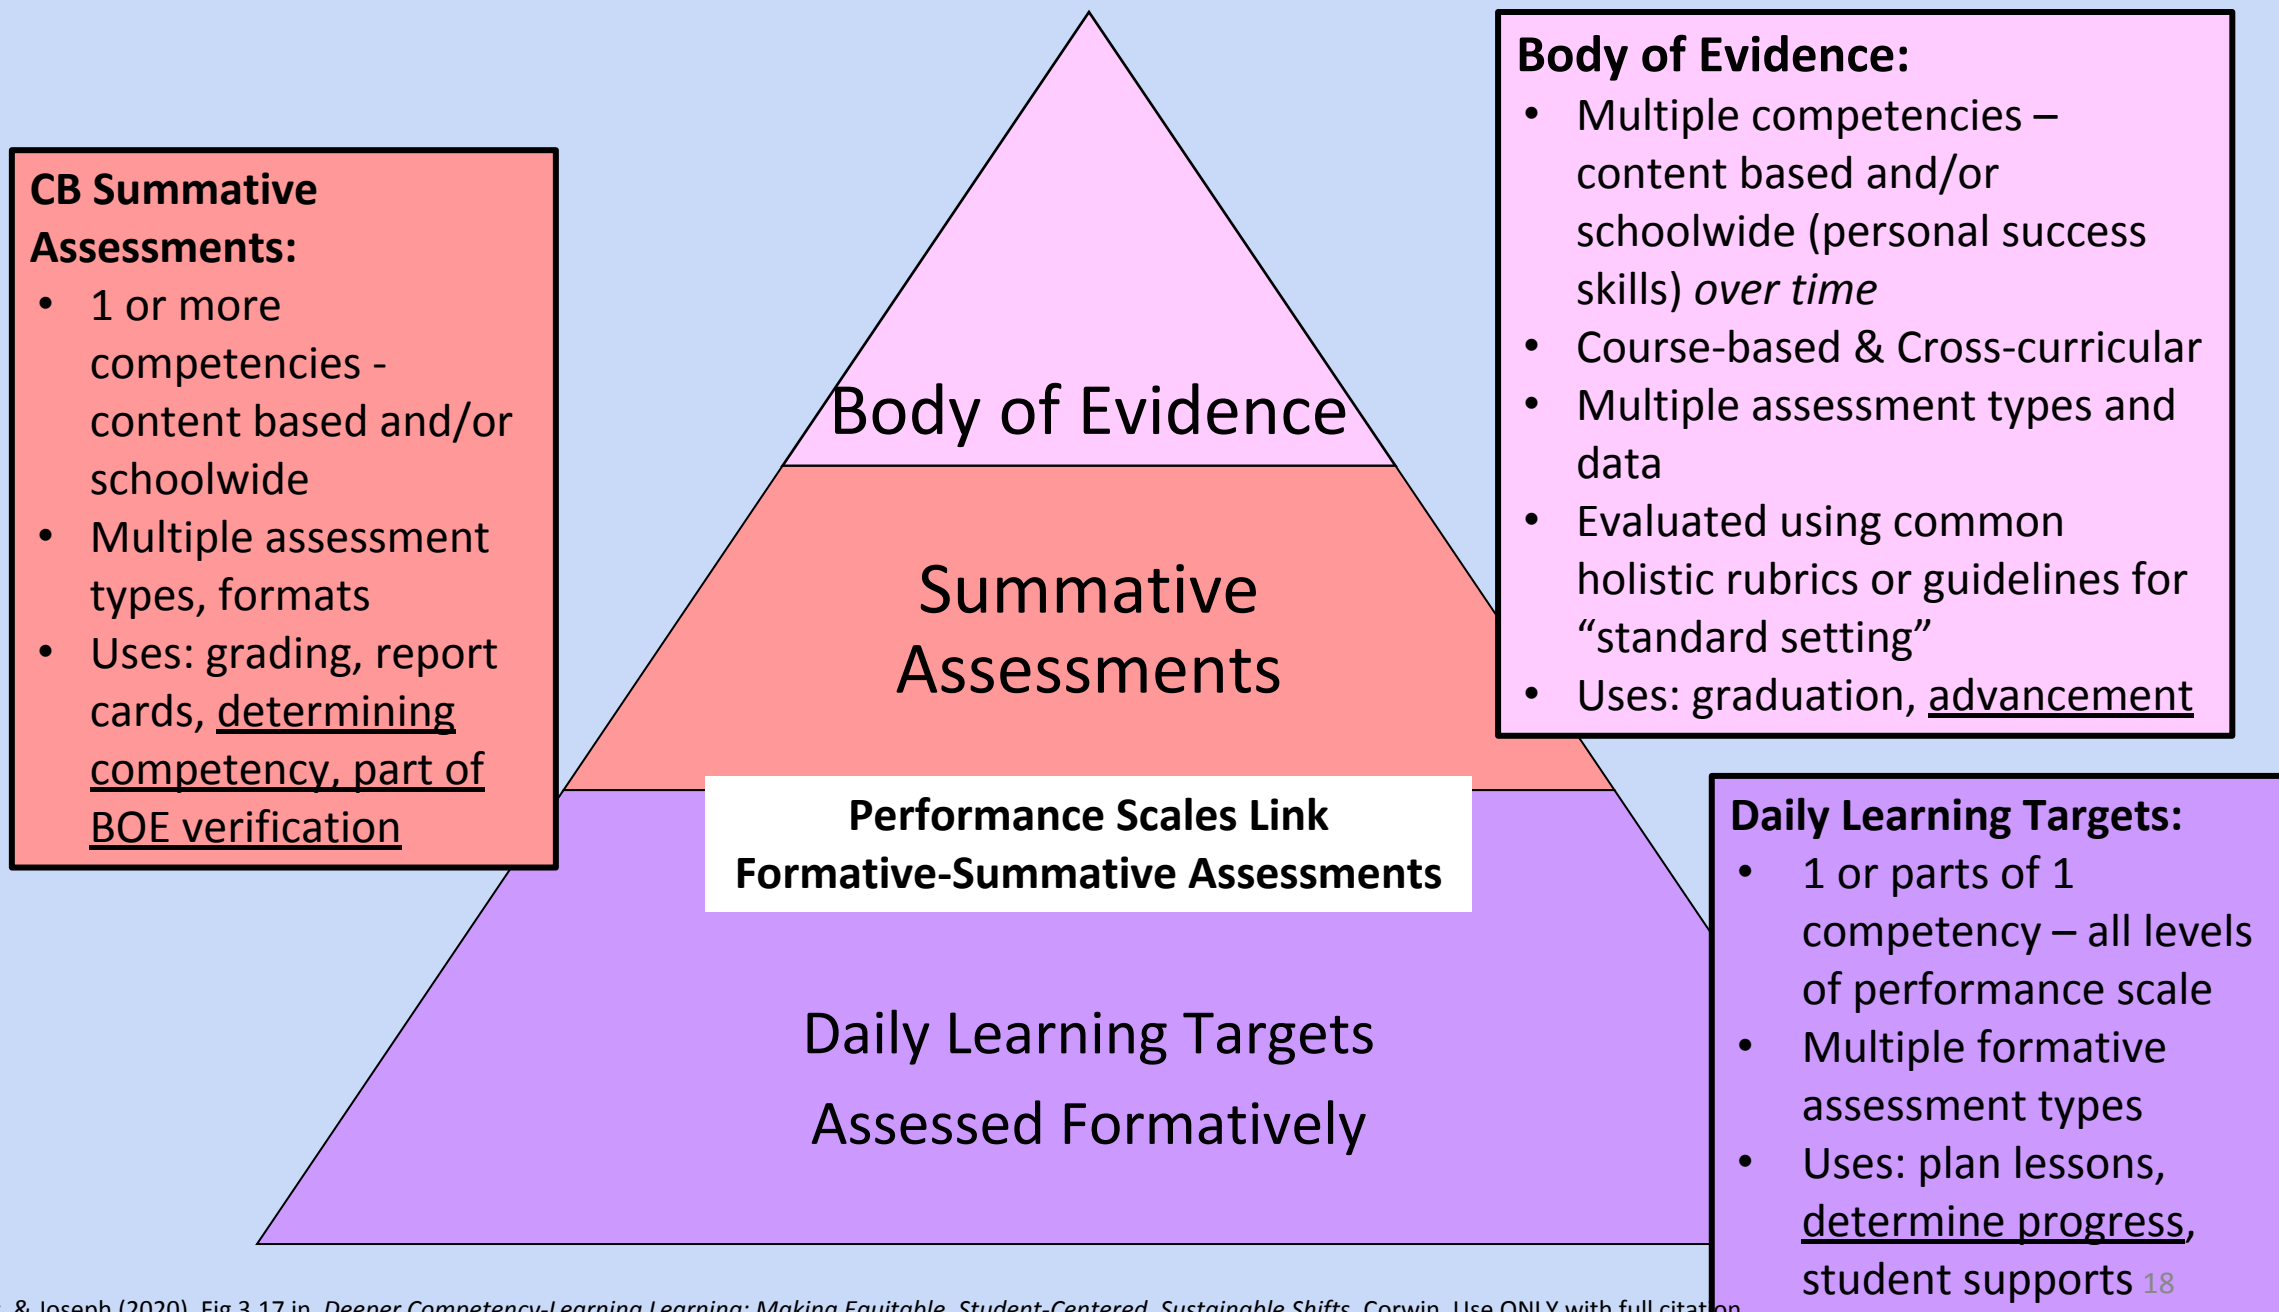 CB Summative
Assessments:
• 1 or more
competencies -
content based and/or
schoolwide
• Multiple assessment
types, formats
• Uses: grading, report
cards, determining
competency, part of
BOE verification
Body of Evidence
Summative
Assessments
Performance Scales Link
Formative-Summative Assessments
Daily Learning Targets
Assessed Formatively
Body of Evidence:
• Multiple competencies –
content based and/or
schoolwide (personal success
skills) over time
• Course-based & Cross-curricular
• Multiple assessment types and
data
• Evaluated using common
holistic rubrics or guidelines for
“standard setting”
• Uses: graduation, advancement
Daily Learning Targets:
• 1 or parts of 1
competency – all levels
of performance scale
• Multiple formative
assessment types
• Uses: plan lessons,
determine progress,
student supports 18
& Joseph (2020). Fig 3.17 in Deeper Competency-Learning Learning: Making Equitable, Student-Centered, Sustainable Shifts. Corwin. Use ONLY with full citation